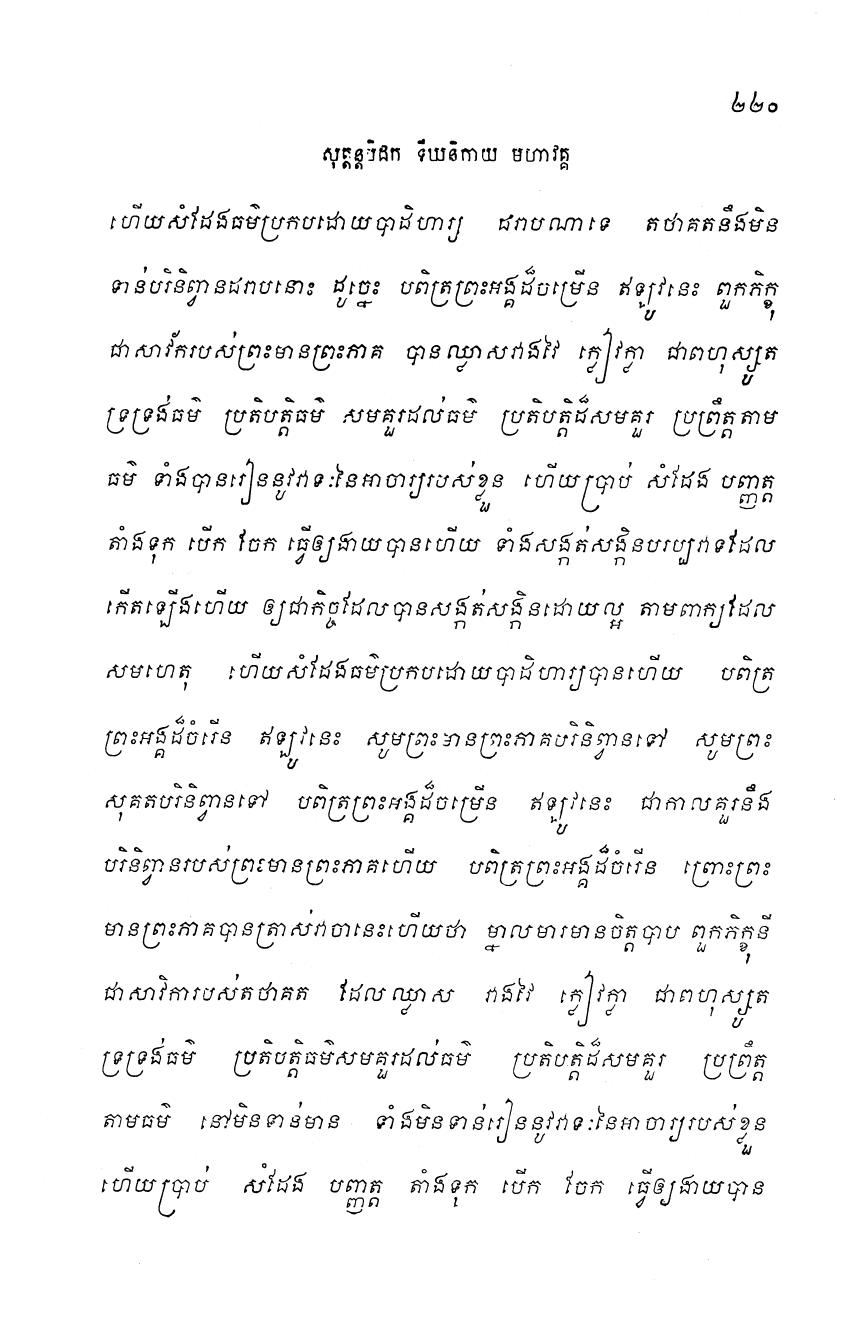 ២២០
សុត្តន្តបិដក ទីឃនិកាយ មហាវគ្គ
ហើយសំដែងធម៌ប្រកបដោយបាដិហារ្យ ដរាបណាទេ តថាគតនឹងមិន
ទាន់បរិនិព្វានដរាបនោះ ដូច្នេះ បពិត្រព្រះអង្គដ៏ចម្រើន ឥឡូវនេះ ពួកភិក្ខុ
ជាសាវ័ករបស់ព្រះមានព្រះភាគ បានឈ្លាសវាងវៃ ក្លៀវក្លា ជាពហុស្សូត
ទ្រទ្រង់ធម៌ ប្រតិបត្តិធម៌ សមគួរដល់ធម៌ ប្រតិបត្តិដ៏សមគួរ ប្រព្រឹត្តតាម
ធម៌ ទាំងបានរៀននូវវាទៈនៃអាចារ្យរបស់ខ្លួន ហើយប្រាប់ សំដែង បញ្ញត្ត
តាំងទុក បើក ចែក ធ្វើឲ្យងាយបានហើយ ទាំងសង្កត់សង្កិនបរប្បវាទដែល
កើតឡើងហើយ ឲ្យជាកិច្ចដែលបានសង្កត់សង្កិនដោយល្អ តាមពាក្យដែល
សមហេតុ ហើយសំដែងធម៌ប្រកបដោយបាដិហារ្យបានហើយ បពិត្រ
ព្រះអង្គដ៏ចំរើន ឥឡូវនេះ សូមព្រះមានព្រះភាគបរិនិព្វានទៅ សូមព្រះ
សុគតបរិនិព្វានទៅ បពិត្រព្រះអង្គដ៏ចម្រើន ឥឡូវនេះ ជាកាលគួរនឹង
បរិនិព្វានរបស់ព្រះមានព្រះភាគហើយ បពិត្រព្រះអង្គដ៏ចំរើន ព្រោះព្រះ
មានព្រះភាគបានត្រាស់វាចានេះហើយថា ម្នាលមារមានចិត្តបាប ពួកភិក្ខុនី
ជាសាវិការបស់តថាគត ដែលឈ្លាស វាងវៃ ក្លៀវក្លា ជាពហុស្សូត
ទ្រទ្រង់ធម៌ ប្រតិបត្តិធម៌សមគួរដល់ធម៌ ប្រតិបត្តិដ៏សមគួរ ប្រព្រឹត្ត
តាមធម៌ នៅមិនទាន់មាន ទាំងមិនទាន់រៀននូវវាទៈនៃអាចារ្យរបស់ខ្លួន
ហើយប្រាប់ សំដែង បញ្ញត្ត តាំងទុក បើក ចែក ធ្វើឲ្យងាយបាន